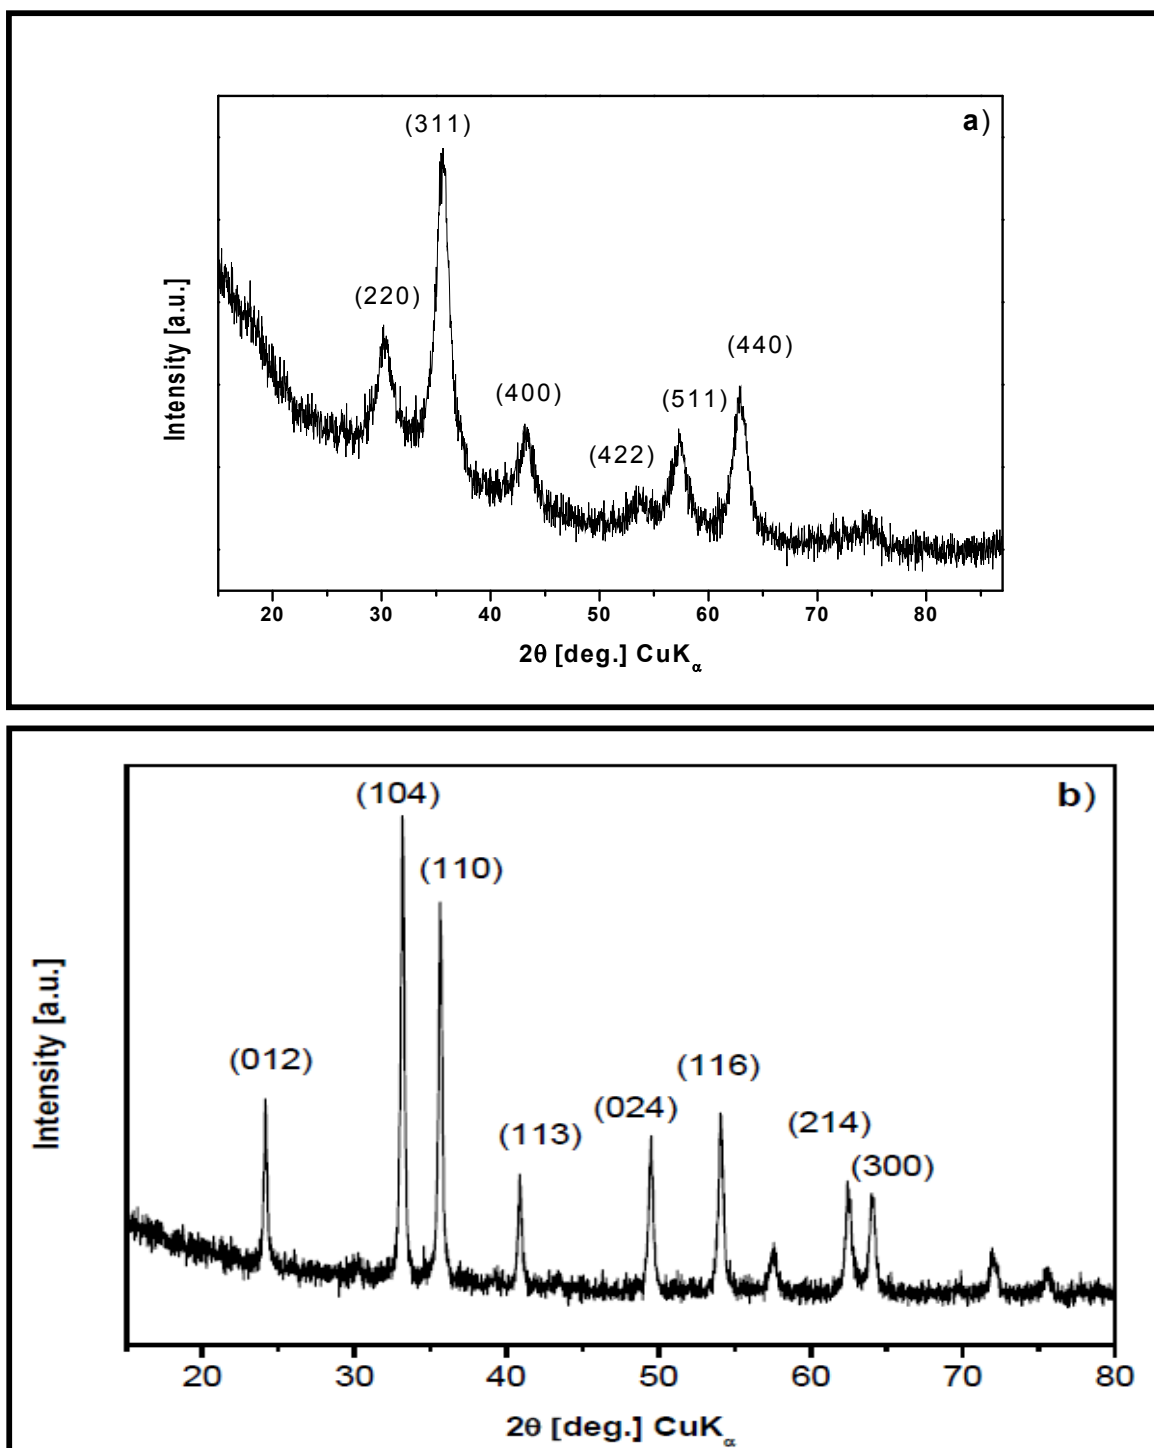 a)
(311)
(220)
(440)
(400)
(511)
(422)
Intensity [a.u.]
20 30 40 50 60 70 80
2θ [deg.] CuKα
b)
(104)
(110)
(012)
(116)
(024)
(214)
(113)
(300)
Intensity [a.u.]
20 30 40 50 60 70 80
2θ [deg.] CuKα